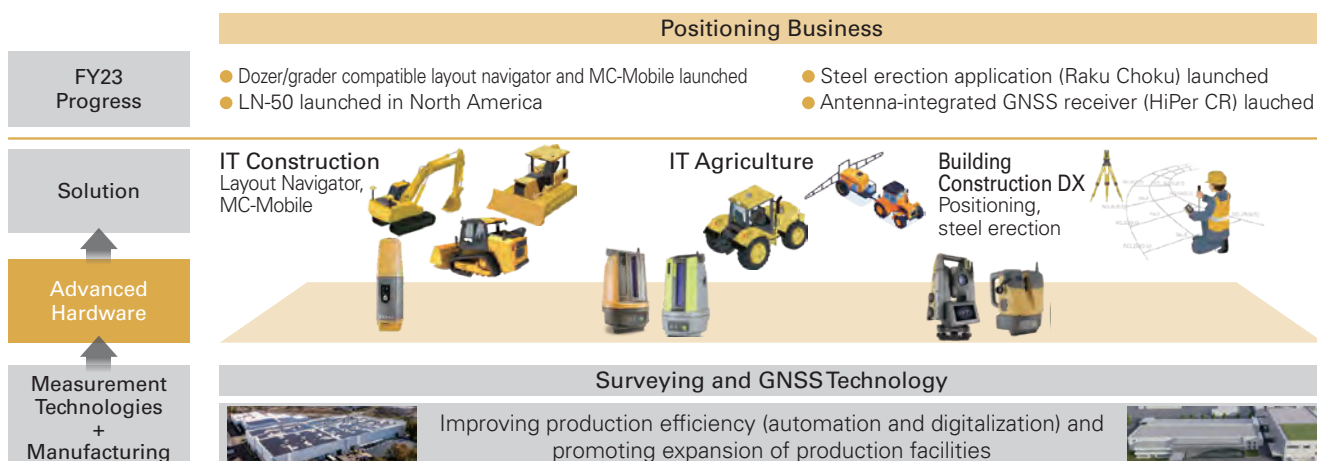 Positioning Business
FY23
Progress
● Dozer/grader compatible layout navigator and MC-Mobile launched
● LN-50 launched in North America
● Steel erection application (Raku Choku) launched
● Antenna-integrated GNSS receiver (HiPer CR) lauched
Solution
IT Construction
Layout Navigator,
MC-Mobile
IT Agriculture
Building
Construction DX
Positioning,
steel erection
Advanced
Hardware
Measurement
Technologies
+
Manufacturing
Surveying and GNSS Technology
Improving production efficiency (automation and digitalization) and
promoting expansion of production facilities